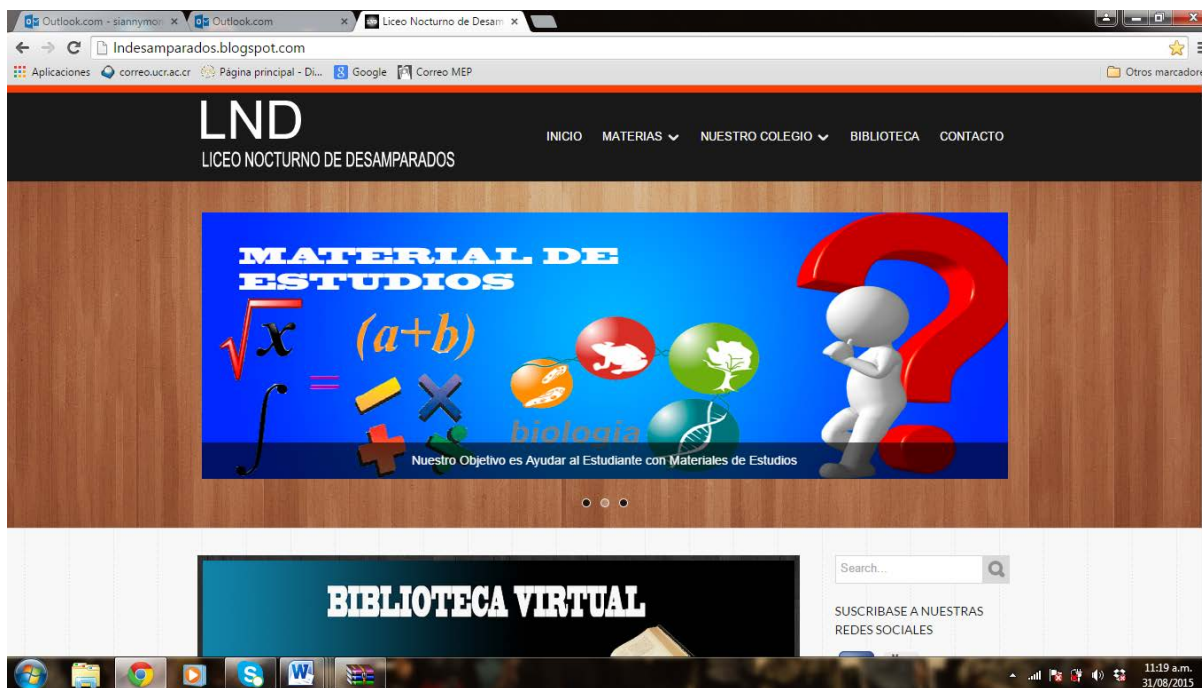 Outlook.com - siannymon
Outlook.com
Liceo Nocturno de Desam
lndesamparados.blogspot.com
Aplicaciones
correo.ucr.ac.cr
Página principal - Di...
Google
Correo MEP
Otros marcadore
LND
LICEO NOCTURNO DE DESAMPARADOS
INICIO
MATERIAS
NUESTRO COLEGIO
BIBLIOTECA
CONTACTO
MATERIAL DE
ESTUDIOS
√x
(a+b)
∫
=
biologia
Nuestro Objetivo es Ayudar al Estudiante con Materiales de Estudios
BIBLIOTECA VIRTUAL
Search...
SUSCRIBASE A NUESTRAS
REDES SOCIALES
11:19 a.m.
31/08/2015